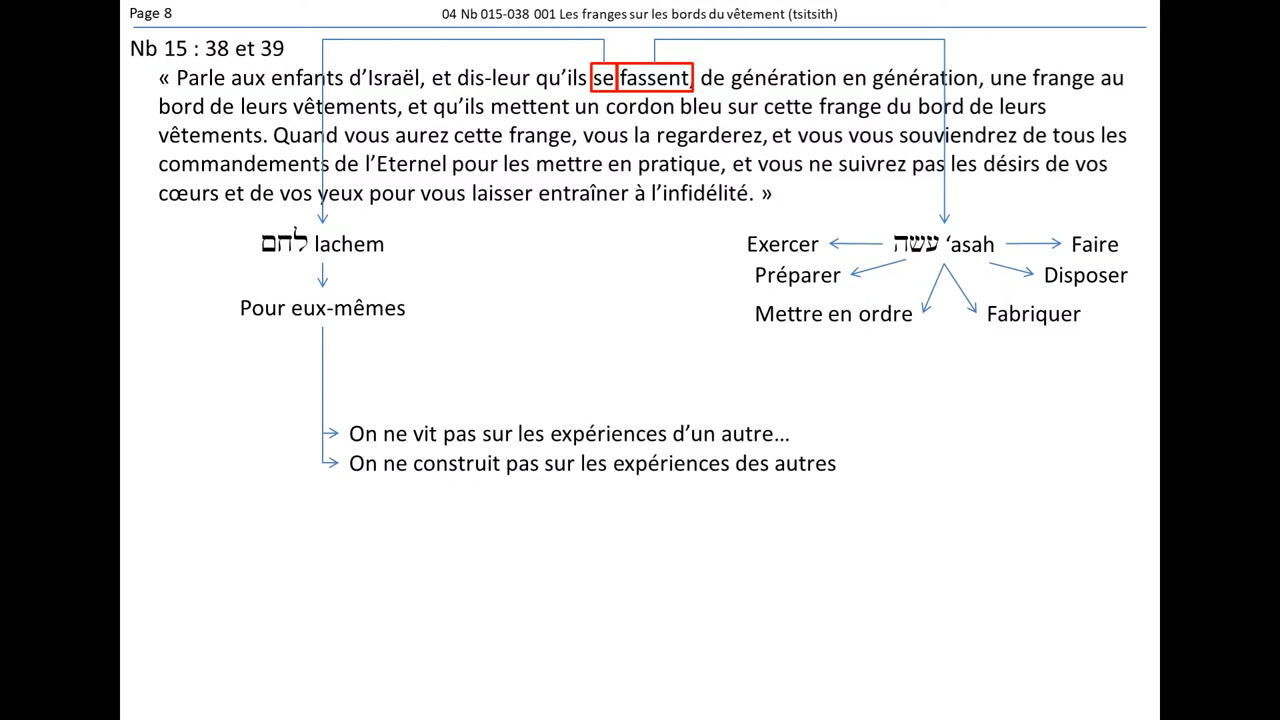 Page 8
04 Nb 015-038 001 Les franges sur les bords du vêtement (tsitsith)
Nb 15 : 38 et 39
« Parle aux enfants d’Israël, et dis-leur qu’ils se fassent, de génération en génération, une frange au
bord de leurs vêtements, et qu’ils mettent un cordon bleu sur cette frange du bord de leurs
vêtements. Quand vous aurez cette frange, vous la regarderez, et vous vous souviendrez de tous les
commandements de l’Eternel pour les mettre en pratique, et vous ne suivrez pas les désirs de vos
cœurs et de vos yeux pour vous laisser entraîner à l’infidélité. »
לחם lachem
Exercer עשה ‘asah Faire
Préparer Disposer
Pour eux-mêmes
Mettre en ordre Fabriquer
On ne vit pas sur les expériences d’un autre…
On ne construit pas sur les expériences des autres